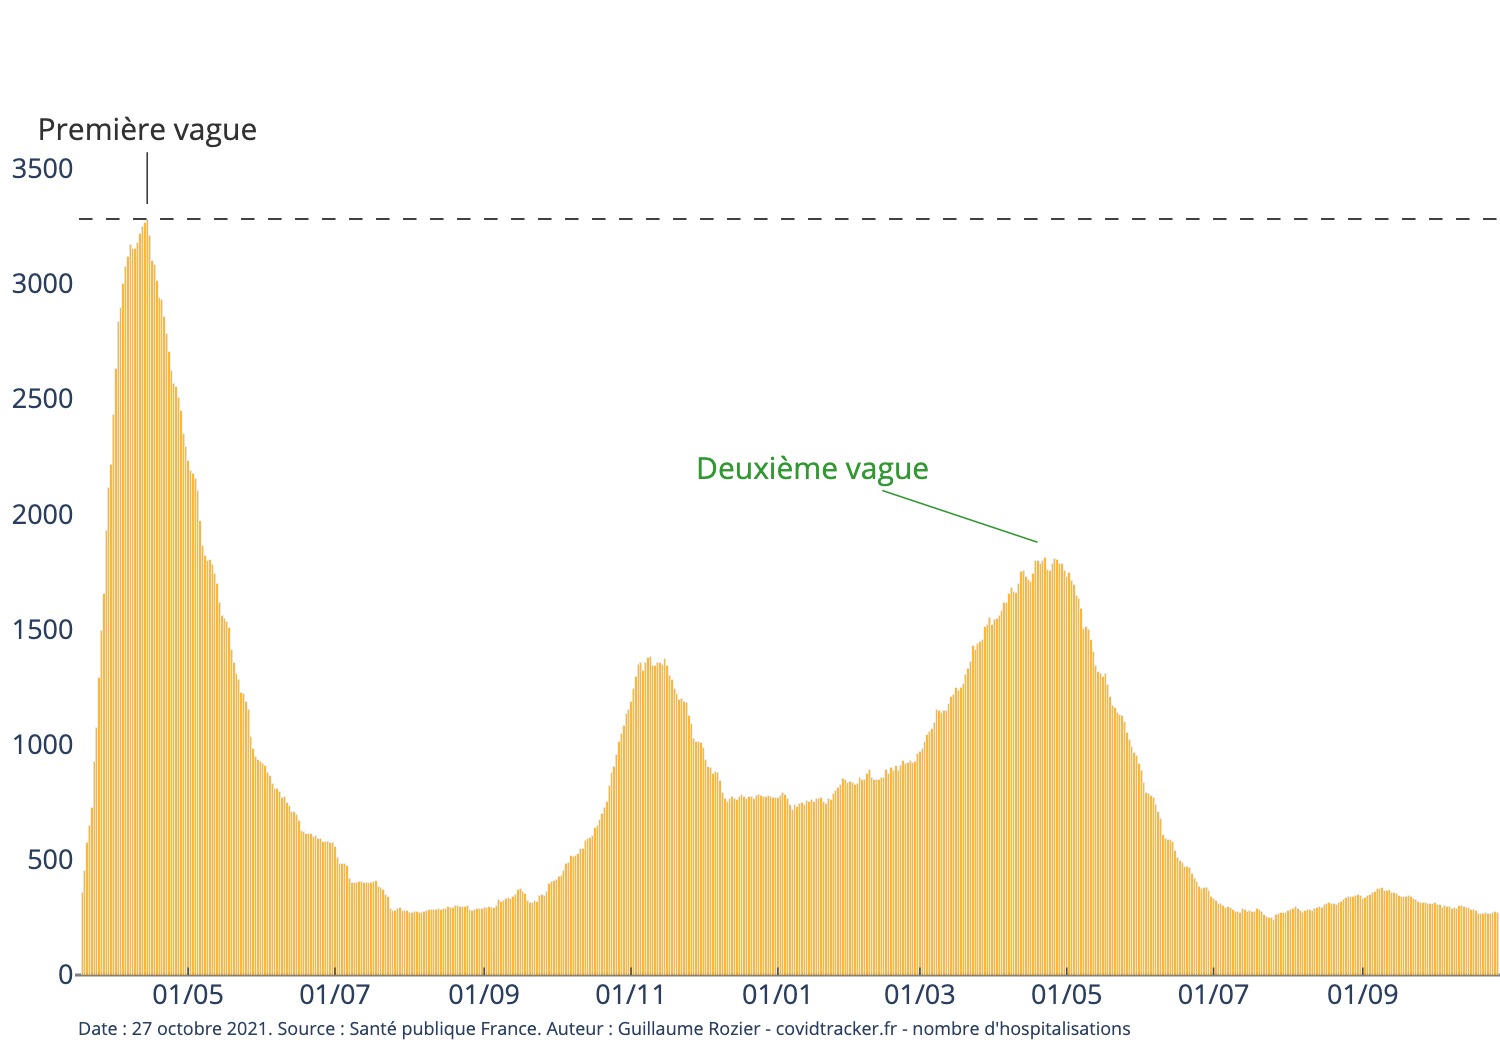 Première vague
3500
3000
2500
Deuxième vague
2000
1500
1000
500
0
01/05 01/07 01/09 01/11 01/01 01/03 01/05 01/07 01/09
Date : 27 octobre 2021. Source : Santé publique France. Auteur : Guillaume Rozier - covidtracker.fr - nombre d'hospitalisations